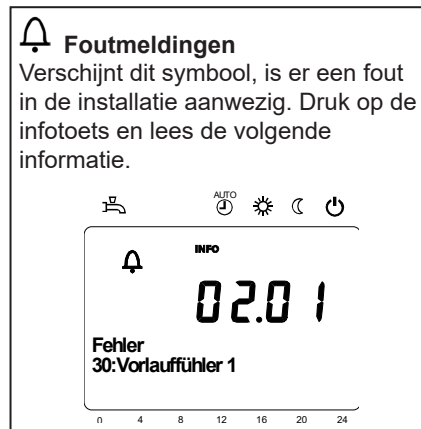 Foutmeldingen
Verschijnt dit symbool, is er een fout
in de installatie aanwezig. Druk op de
infotoets en lees de volgende
informatie.
AUTO
INFO
02.01
Fehler
30:Vorlauffühler 1
0 4 8 12 16 20 24